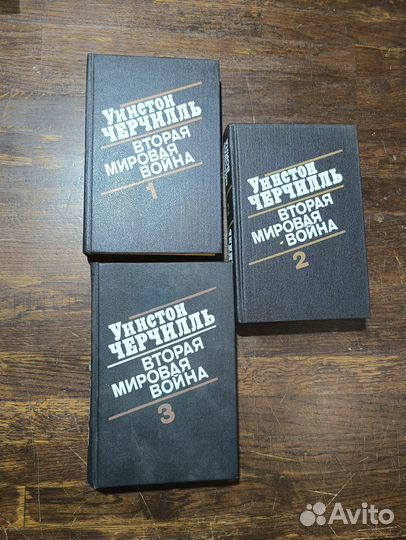 Уинстон
ЧЕРЧИЛЛЬ
ВТОРАЯ
МИРОВАЯ
ВОЙНА
1
Уинстон
ЧЕРЧИЛЛЬ
ВТОРАЯ
МИРОВАЯ
ВОЙНА
2
Уинстон
ЧЕРЧИЛЛЬ
ВТОРАЯ
МИРОВАЯ
ВОЙНА
3
Avito